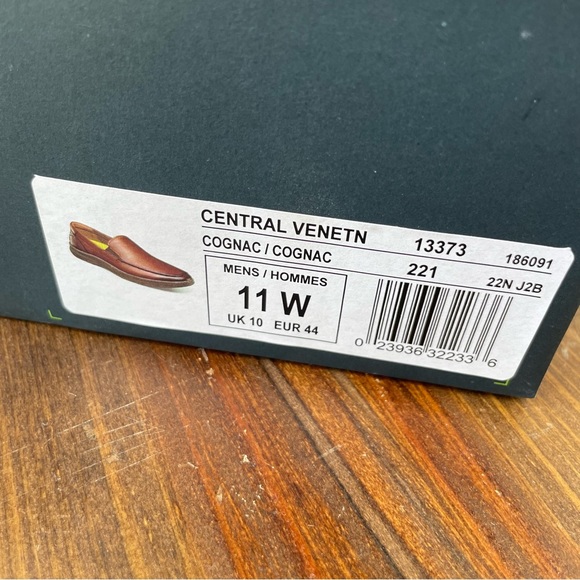 CENTRAL VENETN 13373 186091
COGNAC / COGNAC 221 22N J2B
MENS / HOMMES
11 W
UK 10 EUR 44
0 23936 32233 6